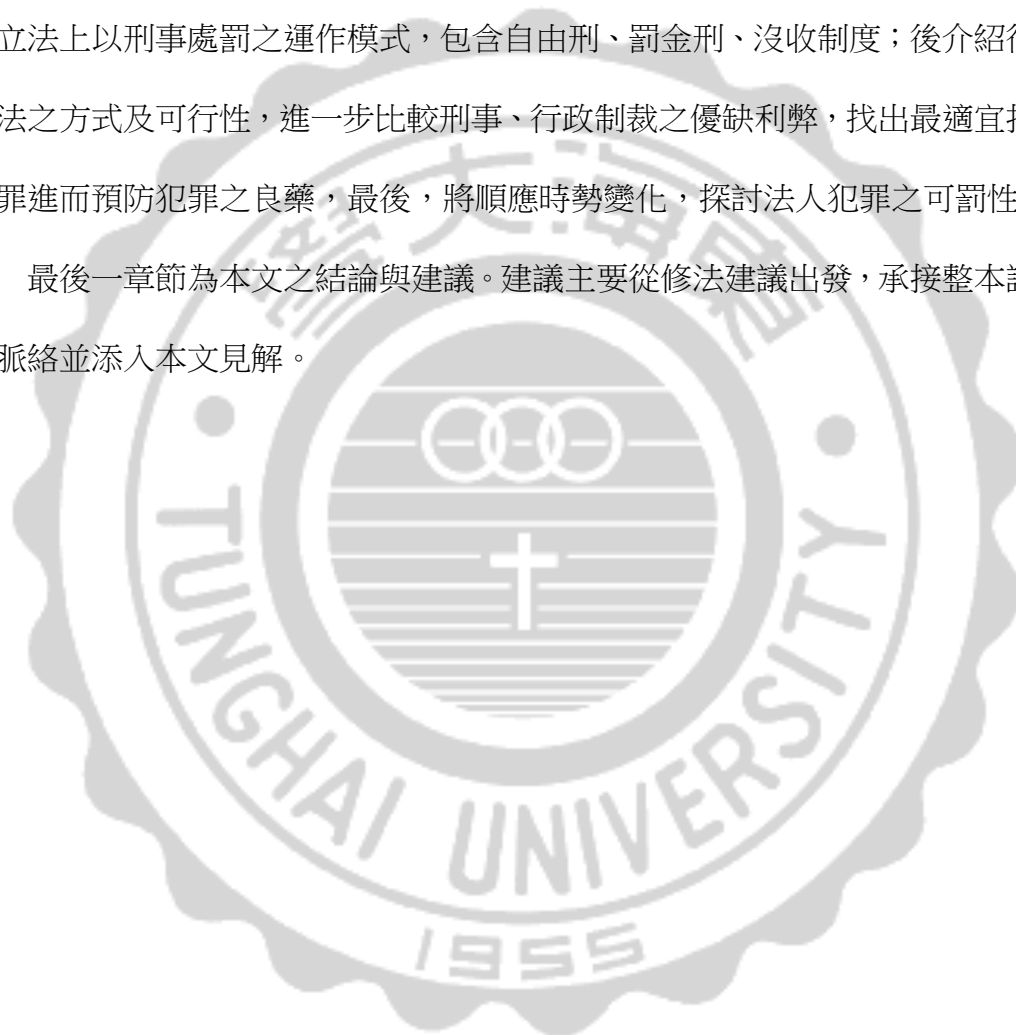 立法上以刑事處罰之運作模式，包含自由刑、罰金刑、沒收制度；後介紹
法之方式及可行性，進一步比較刑事、行政制裁之優缺利弊，找出最適宜
罪進而預防犯罪之良藥，最後，將順應時勢變化，探討法人犯罪之可罰性
最後一章節為本文之結論與建議。建議主要從修法建議出發，承接整本
脈絡並添入本文見解。
學大海東
TUNGHAI UNIVERSITY
1955